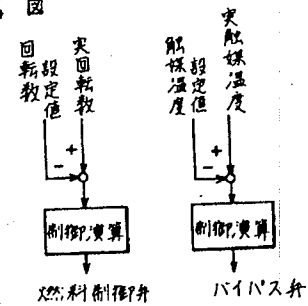 図
回転数
設定値
実回転数
触媒温度
設定値
実触媒温度
+
-
+
-
制御演算
制御演算
燃料制御弁
バイパス弁